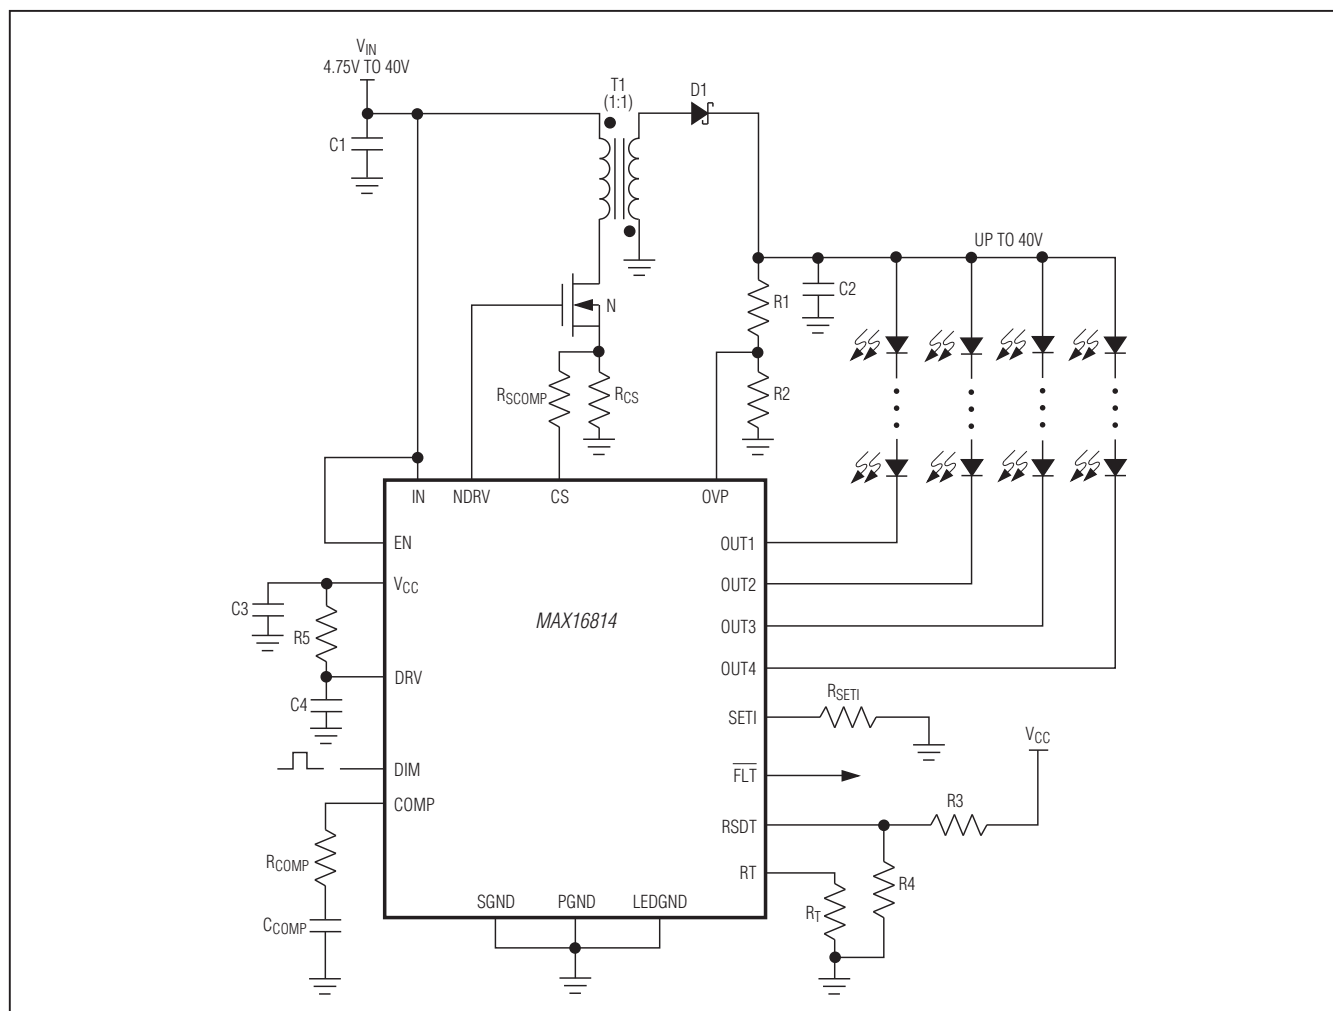 VIN
4.75V TO 40V
T1
(1:1)
D1
C1
UP TO 40V
N
R1
C2
RSCOMP
RCS
R2
IN
NDRV
CS
OVP
EN
OUT1
VCC
OUT2
C3
R5
MAX16814
OUT3
DRV
OUT4
C4
RSETI
SETI
VCC
DIM
FLT
COMP
R3
RSDT
RCOMP
RT
R4
SGND
PGND
LEDGND
RT
CCOMP